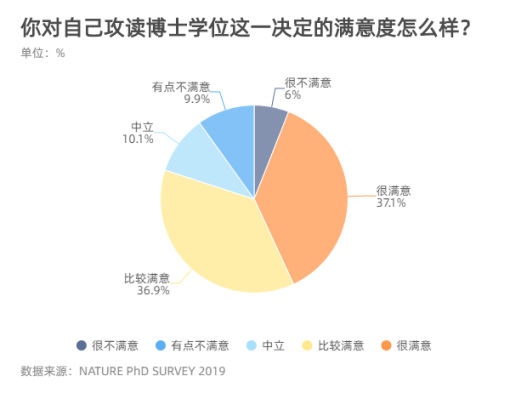 你对自己攻读博士学位这一决定的满意度怎么样？
单位：%
很不满意
6%
有点不满意
9.9%
中立
10.1%
很满意
37.1%
比较满意
36.9%
很不满意 有点不满意 中立 比较满意 很满意
数据来源：NATURE PhD SURVEY 2019